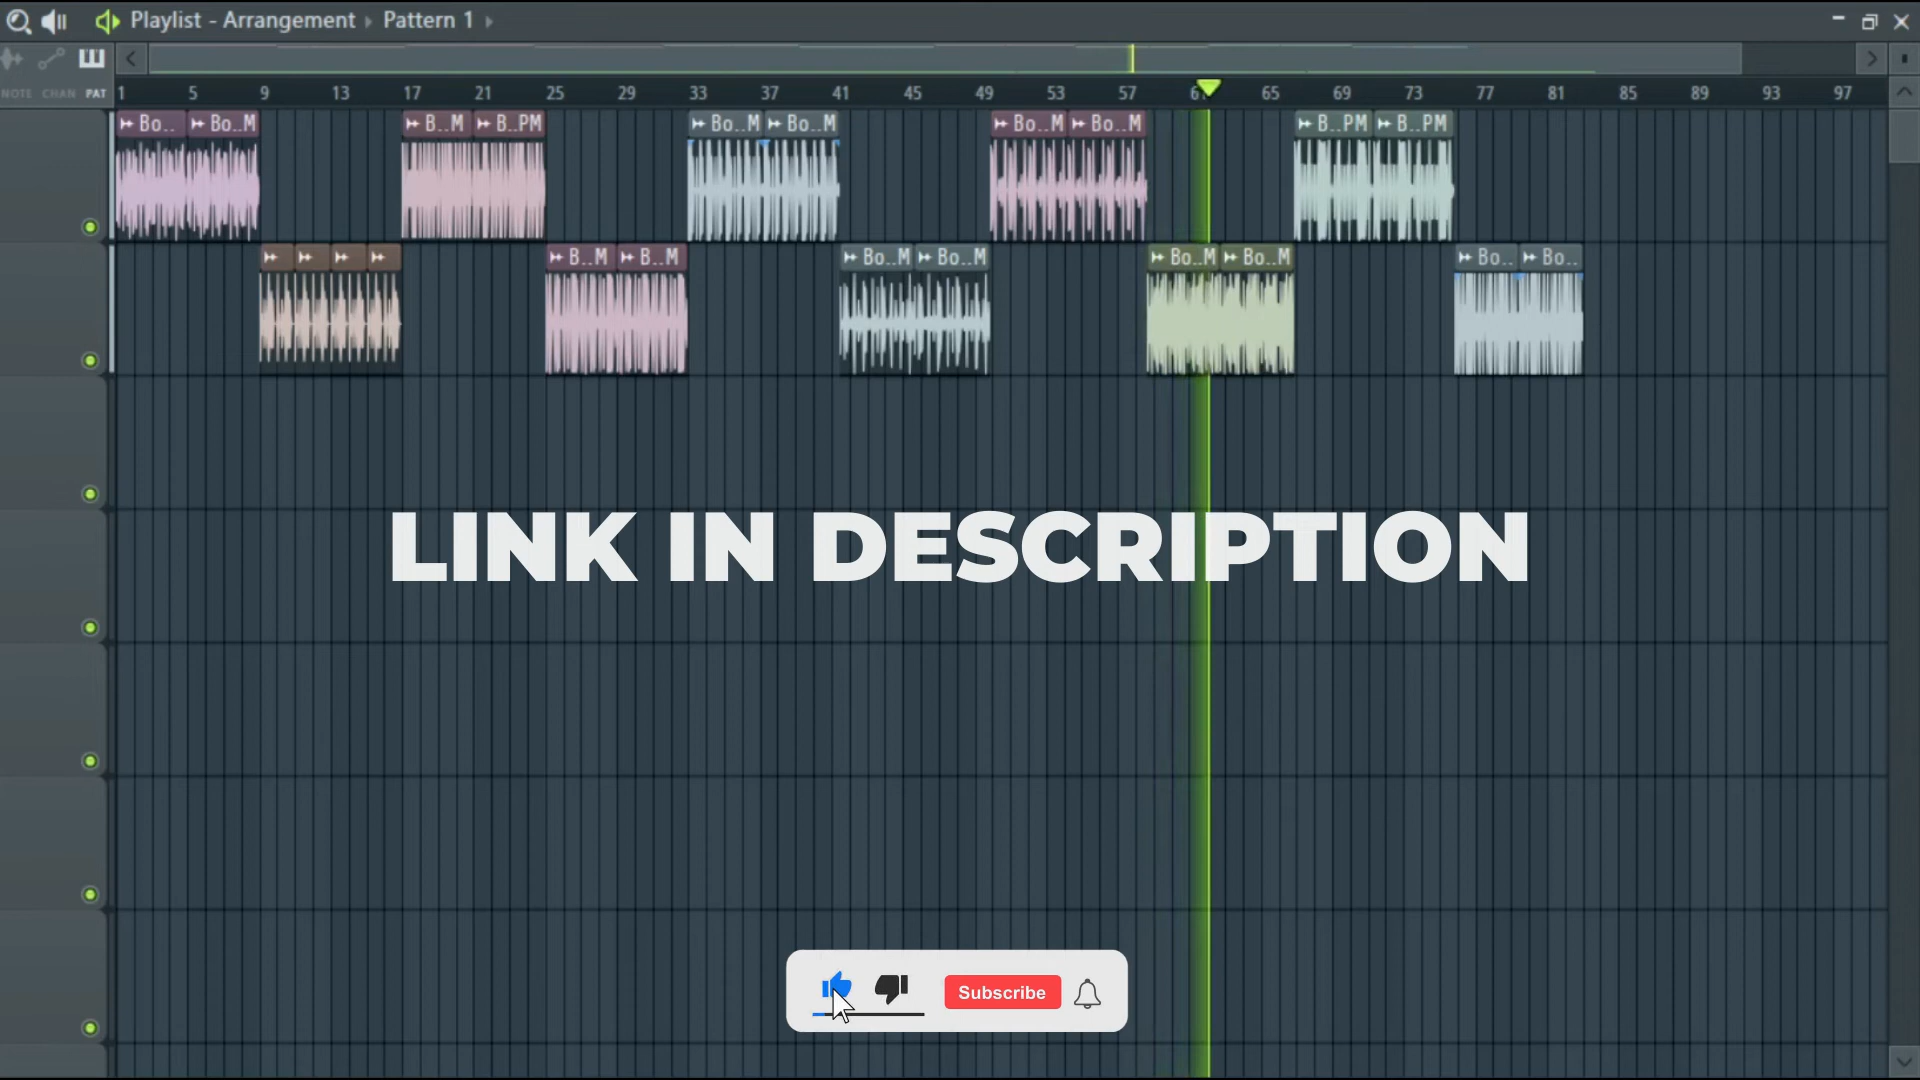 Playlist - Arrangement › Pattern 1 ›
NOTE CHAN PAT
1 5 9 13 17 21 25 29 33 37 41 45 49 53 57 61 65 69 73 77 81 85 89 93 97
Bo.. Bo..M B..M B..PM Bo..M Bo..M Bo..M Bo..M B..PM B..PM
B..M B..M Bo..M Bo..M Bo..M Bo..M Bo.. Bo..
LINK IN DESCRIPTION
Subscribe